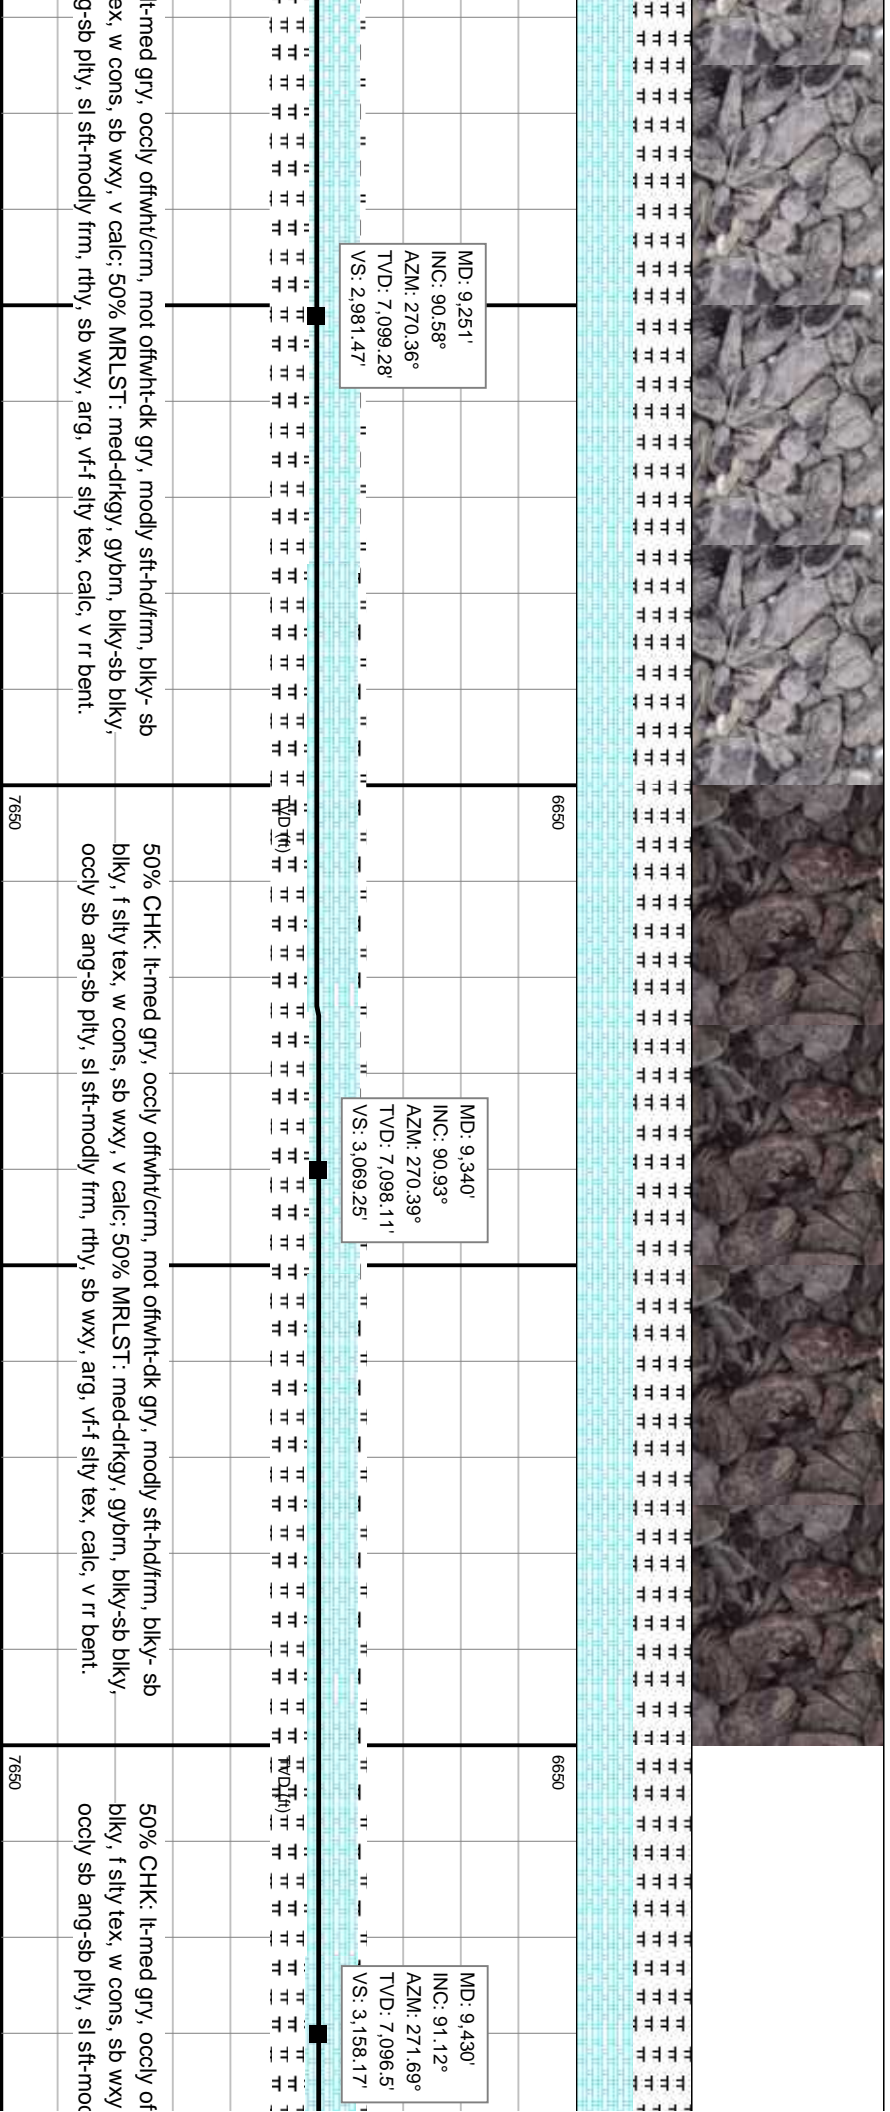 lt-med gry, occly offwht/crm, mot offwht-dk gry, modly sft-hd/frm, blky- sb
ex, w cons, sb wxy, v calc; 50% MRLST: med-drkgy, gybrn, blky-sb blky,
g-sb plty, sl sft-modly frm, rthy, sb wxy, arg, vf-f slty tex, calc, v rr bent.
MD: 9,251'
INC: 90.58°
AZM: 270.36°
TVD: 7,099.28'
VS: 2,981.47'
6650
TVD (ft)
7650
50% CHK: lt-med gry, occly offwht/crm, mot offwht-dk gry, modly sft-hd/frm, blky- sb
blky, f slty tex, w cons, sb wxy, v calc; 50% MRLST: med-drkgy, gybrn, blky-sb blky,
occly sb ang-sb plty, sl sft-modly frm, rthy, sb wxy, arg, vf-f slty tex, calc, v rr bent.
MD: 9,340'
INC: 90.93°
AZM: 270.39°
TVD: 7,098.11'
VS: 3,069.25'
6650
TVD (ft)
7650
50% CHK: lt-med gry, occly of
blky, f slty tex, w cons, sb wxy
occly sb ang-sb plty, sl sft-moc
MD: 9,430'
INC: 91.12°
AZM: 271.69°
TVD: 7,096.5'
VS: 3,158.17'